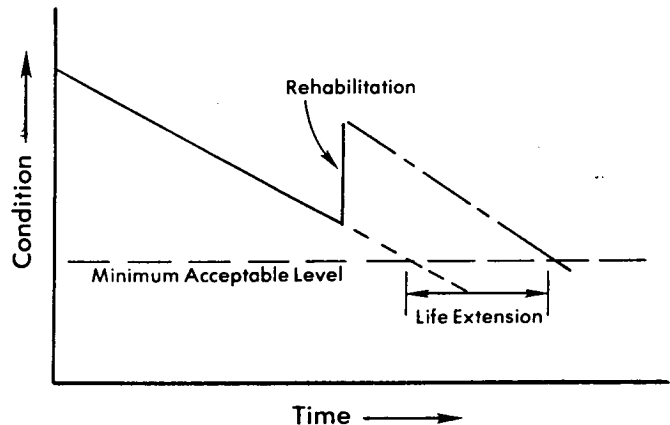 Rehabilitation
Condition
Minimum Acceptable Level
Life Extension
Time